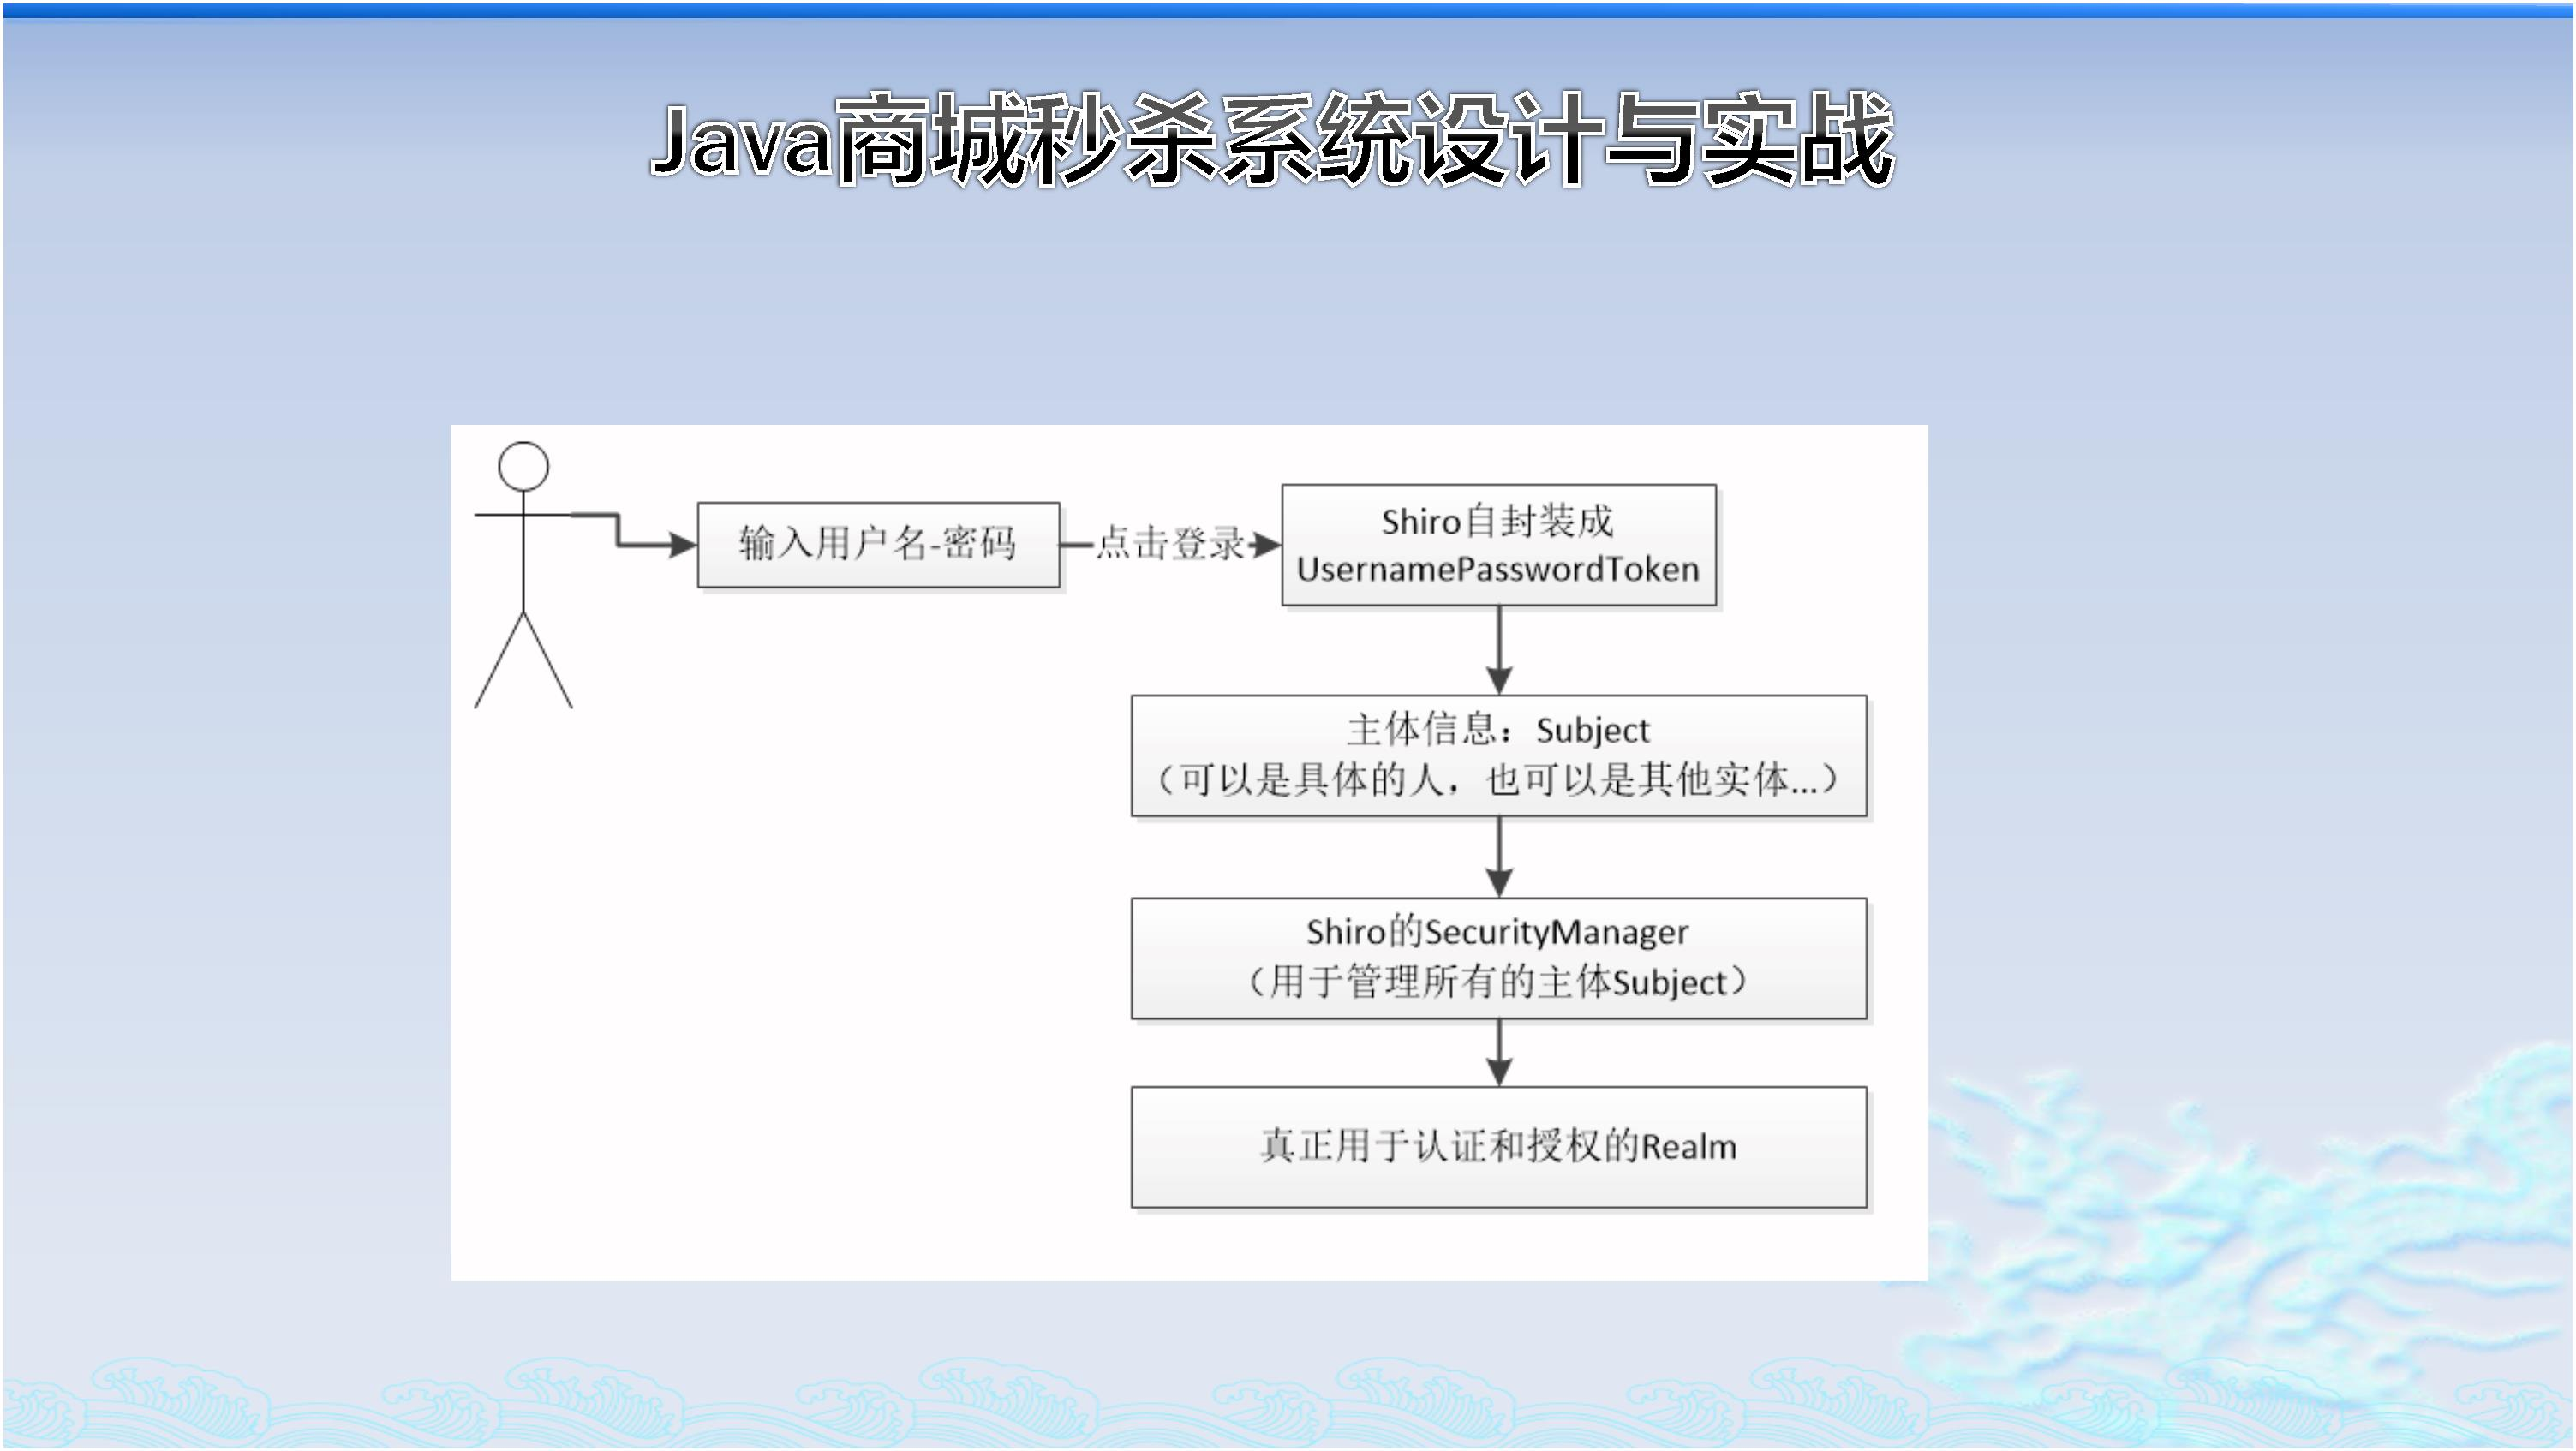 Java商城秒杀系统设计与实战
输入用户名-密码
点击登录
Shiro自封装成
UsernamePasswordToken
主体信息：Subject
（可以是具体的人，也可以是其他实体...）
Shiro的SecurityManager
（用于管理所有的主体Subject）
真正用于认证和授权的Realm